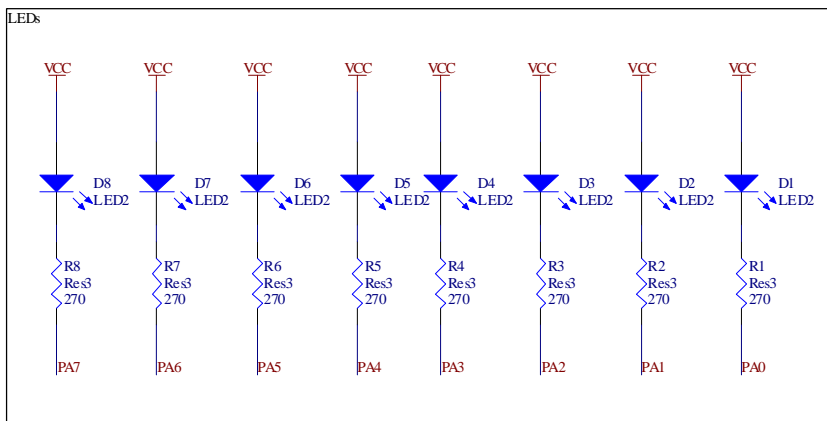 LEDs
VCC VCC VCC VCC VCC VCC VCC VCC
D8 D7 D6 D5 D4 D3 D2 D1
LED2 LED2 LED2 LED2 LED2 LED2 LED2 LED2
R8 R7 R6 R5 R4 R3 R2 R1
Res3 Res3 Res3 Res3 Res3 Res3 Res3 Res3
270 270 270 270 270 270 270 270
PA7 PA6 PA5 PA4 PA3 PA2 PA1 PA0